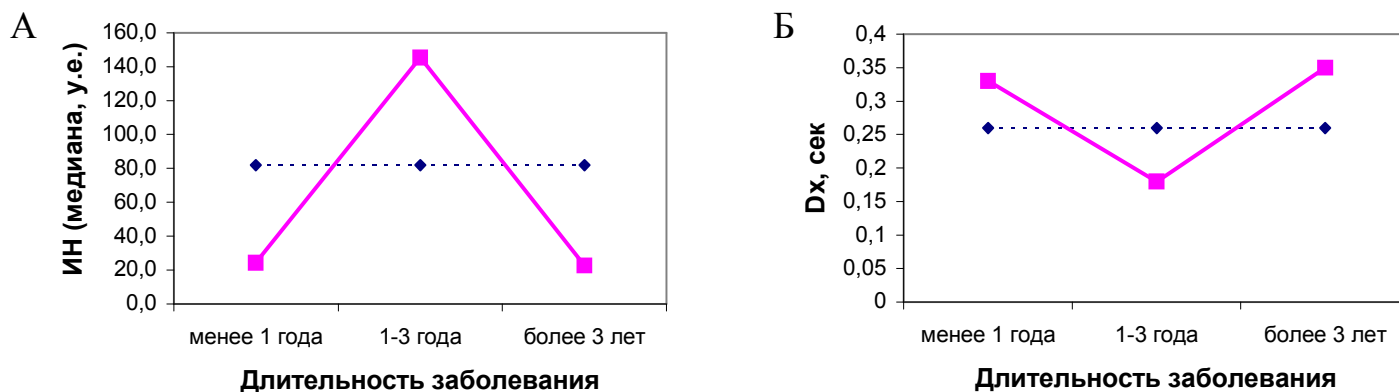 А
160,0
140,0
120,0
100,0
80,0
60,0
40,0
20,0
0,0
ИН (медиана, у.е.)
менее 1 года 1-3 года более 3 лет
Длительность заболевания
Б
0,4
0,35
0,3
0,25
0,2
0,15
0,1
0,05
0
Dx, сек
менее 1 года 1-3 года более 3 лет
Длительность заболевания